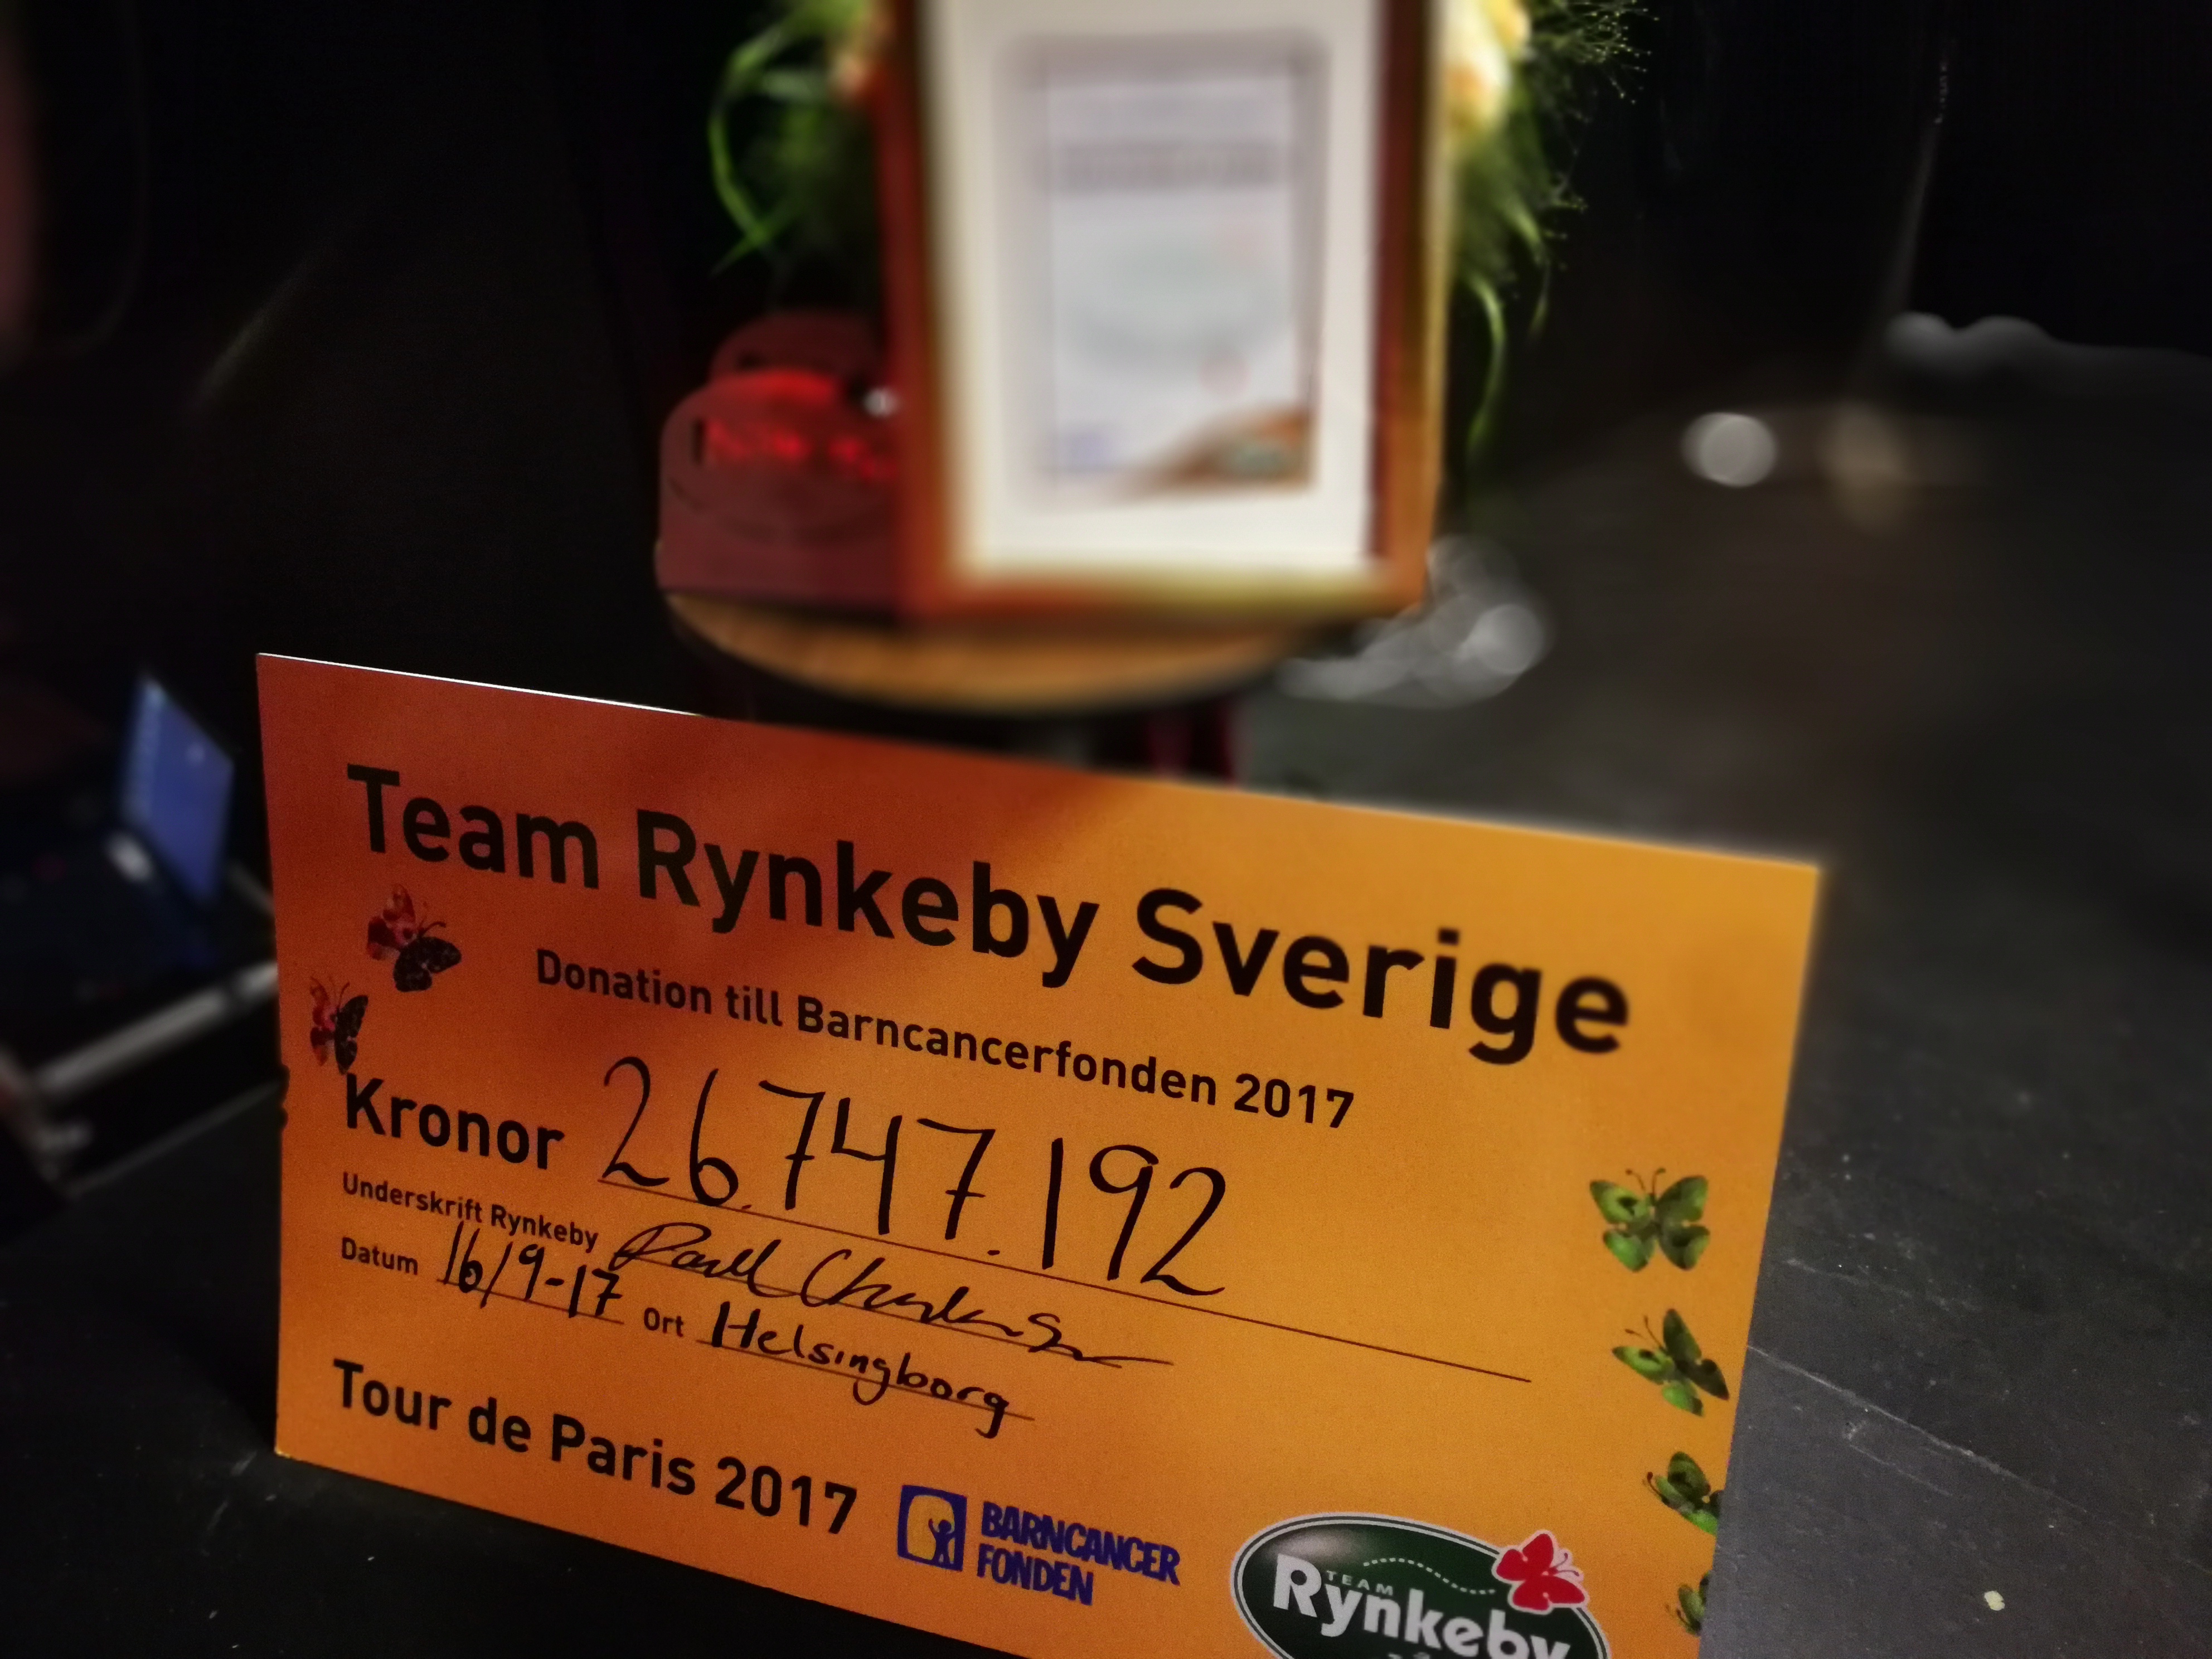 Team Rynkeby Sverige
Donation till Barncancerfonden 2017
Kronor 26.747.192
Underskrift Rynkeby
Datum 16/9-17 Ort Helsingborg
Tour de Paris 2017
BARNCANCER
FONDEN
TEAM
Rynkeby